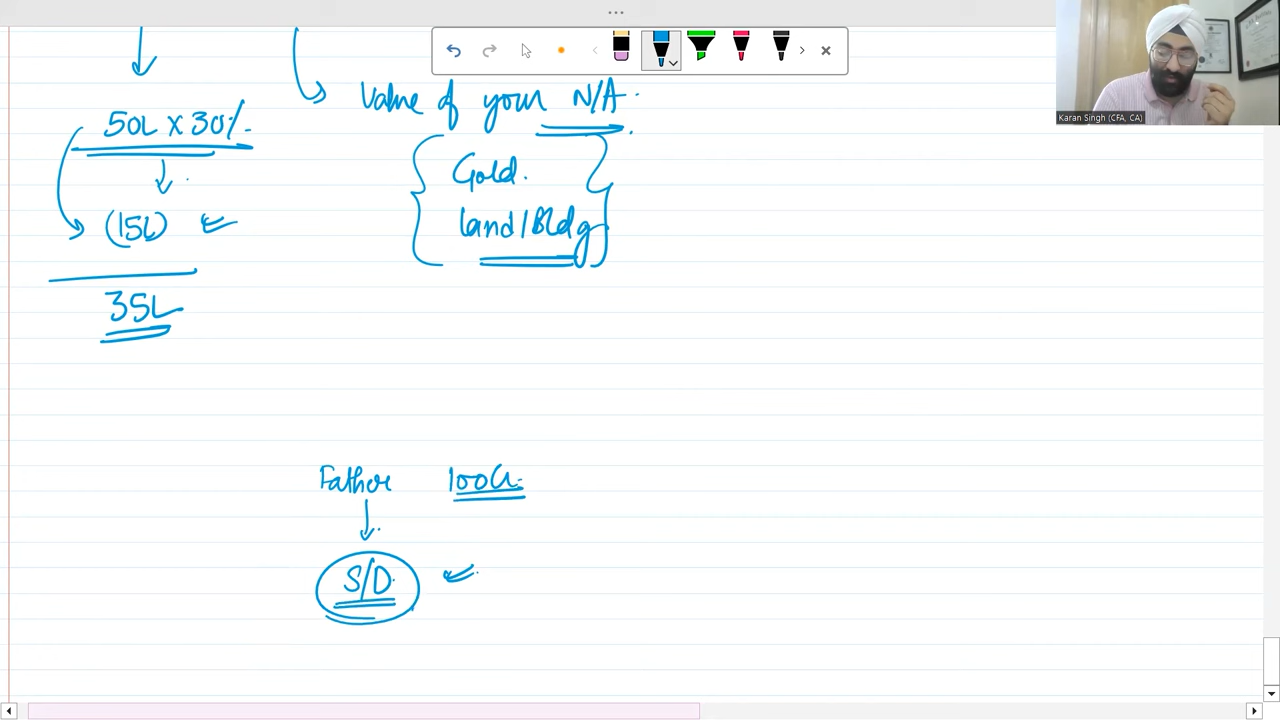 Karan Singh (CFA, CA)
Value of your N/A.
50L x 30%.
Gold.
(15L)
land/Bldg
35L
Father 100Cr.
S/D.